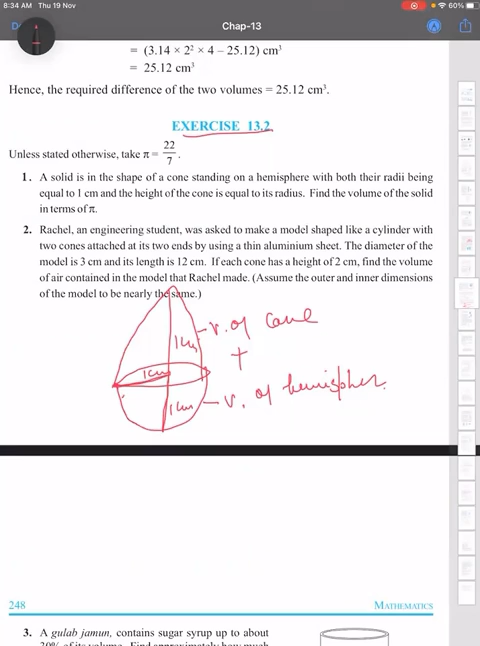 8:34 AM Thu 19 Nov
60%
Chap-13
= (3.14 × 2² × 4 – 25.12) cm³
= 25.12 cm³
Hence, the required difference of the two volumes = 25.12 cm³.
EXERCISE 13.2
Unless stated otherwise, take π = 22/7.
1. A solid is in the shape of a cone standing on a hemisphere with both their radii being
equal to 1 cm and the height of the cone is equal to its radius. Find the volume of the solid
in terms of π.
2. Rachel, an engineering student, was asked to make a model shaped like a cylinder with
two cones attached at its two ends by using a thin aluminium sheet. The diameter of the
model is 3 cm and its length is 12 cm. If each cone has a height of 2 cm, find the volume
of air contained in the model that Rachel made. (Assume the outer and inner dimensions
of the model to be nearly the same.)
1cm
V. of cone
+
1cm
1cm
V. of hemispher.
248
MATHEMATICS
3. A gulab jamun, contains sugar syrup up to about